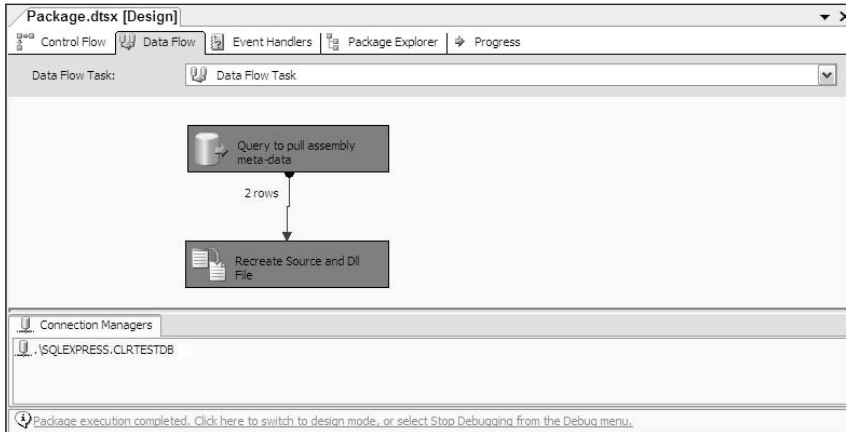 Package.dtsx [Design]
Control Flow
Data Flow
Event Handlers
Package Explorer
Progress
Data Flow Task:
Data Flow Task
Query to pull assembly
meta-data
2 rows
Recreate Source and Dll
File
Connection Managers
.\SQLEXPRESS.CLRTESTDB
Package execution completed. Click here to switch to design mode, or select Stop Debugging from the Debug menu.